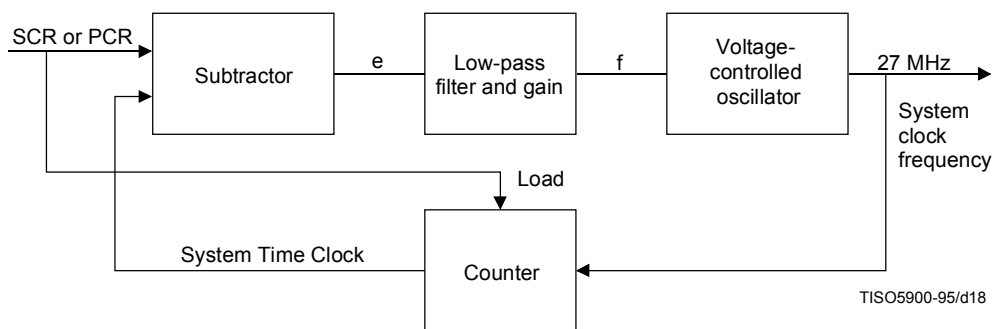 SCR or PCR
Subtractor
e
Low-pass
filter and gain
f
Voltage-
controlled
oscillator
27 MHz
System
clock
frequency
Load
System Time Clock
Counter
TISO5900-95/d18